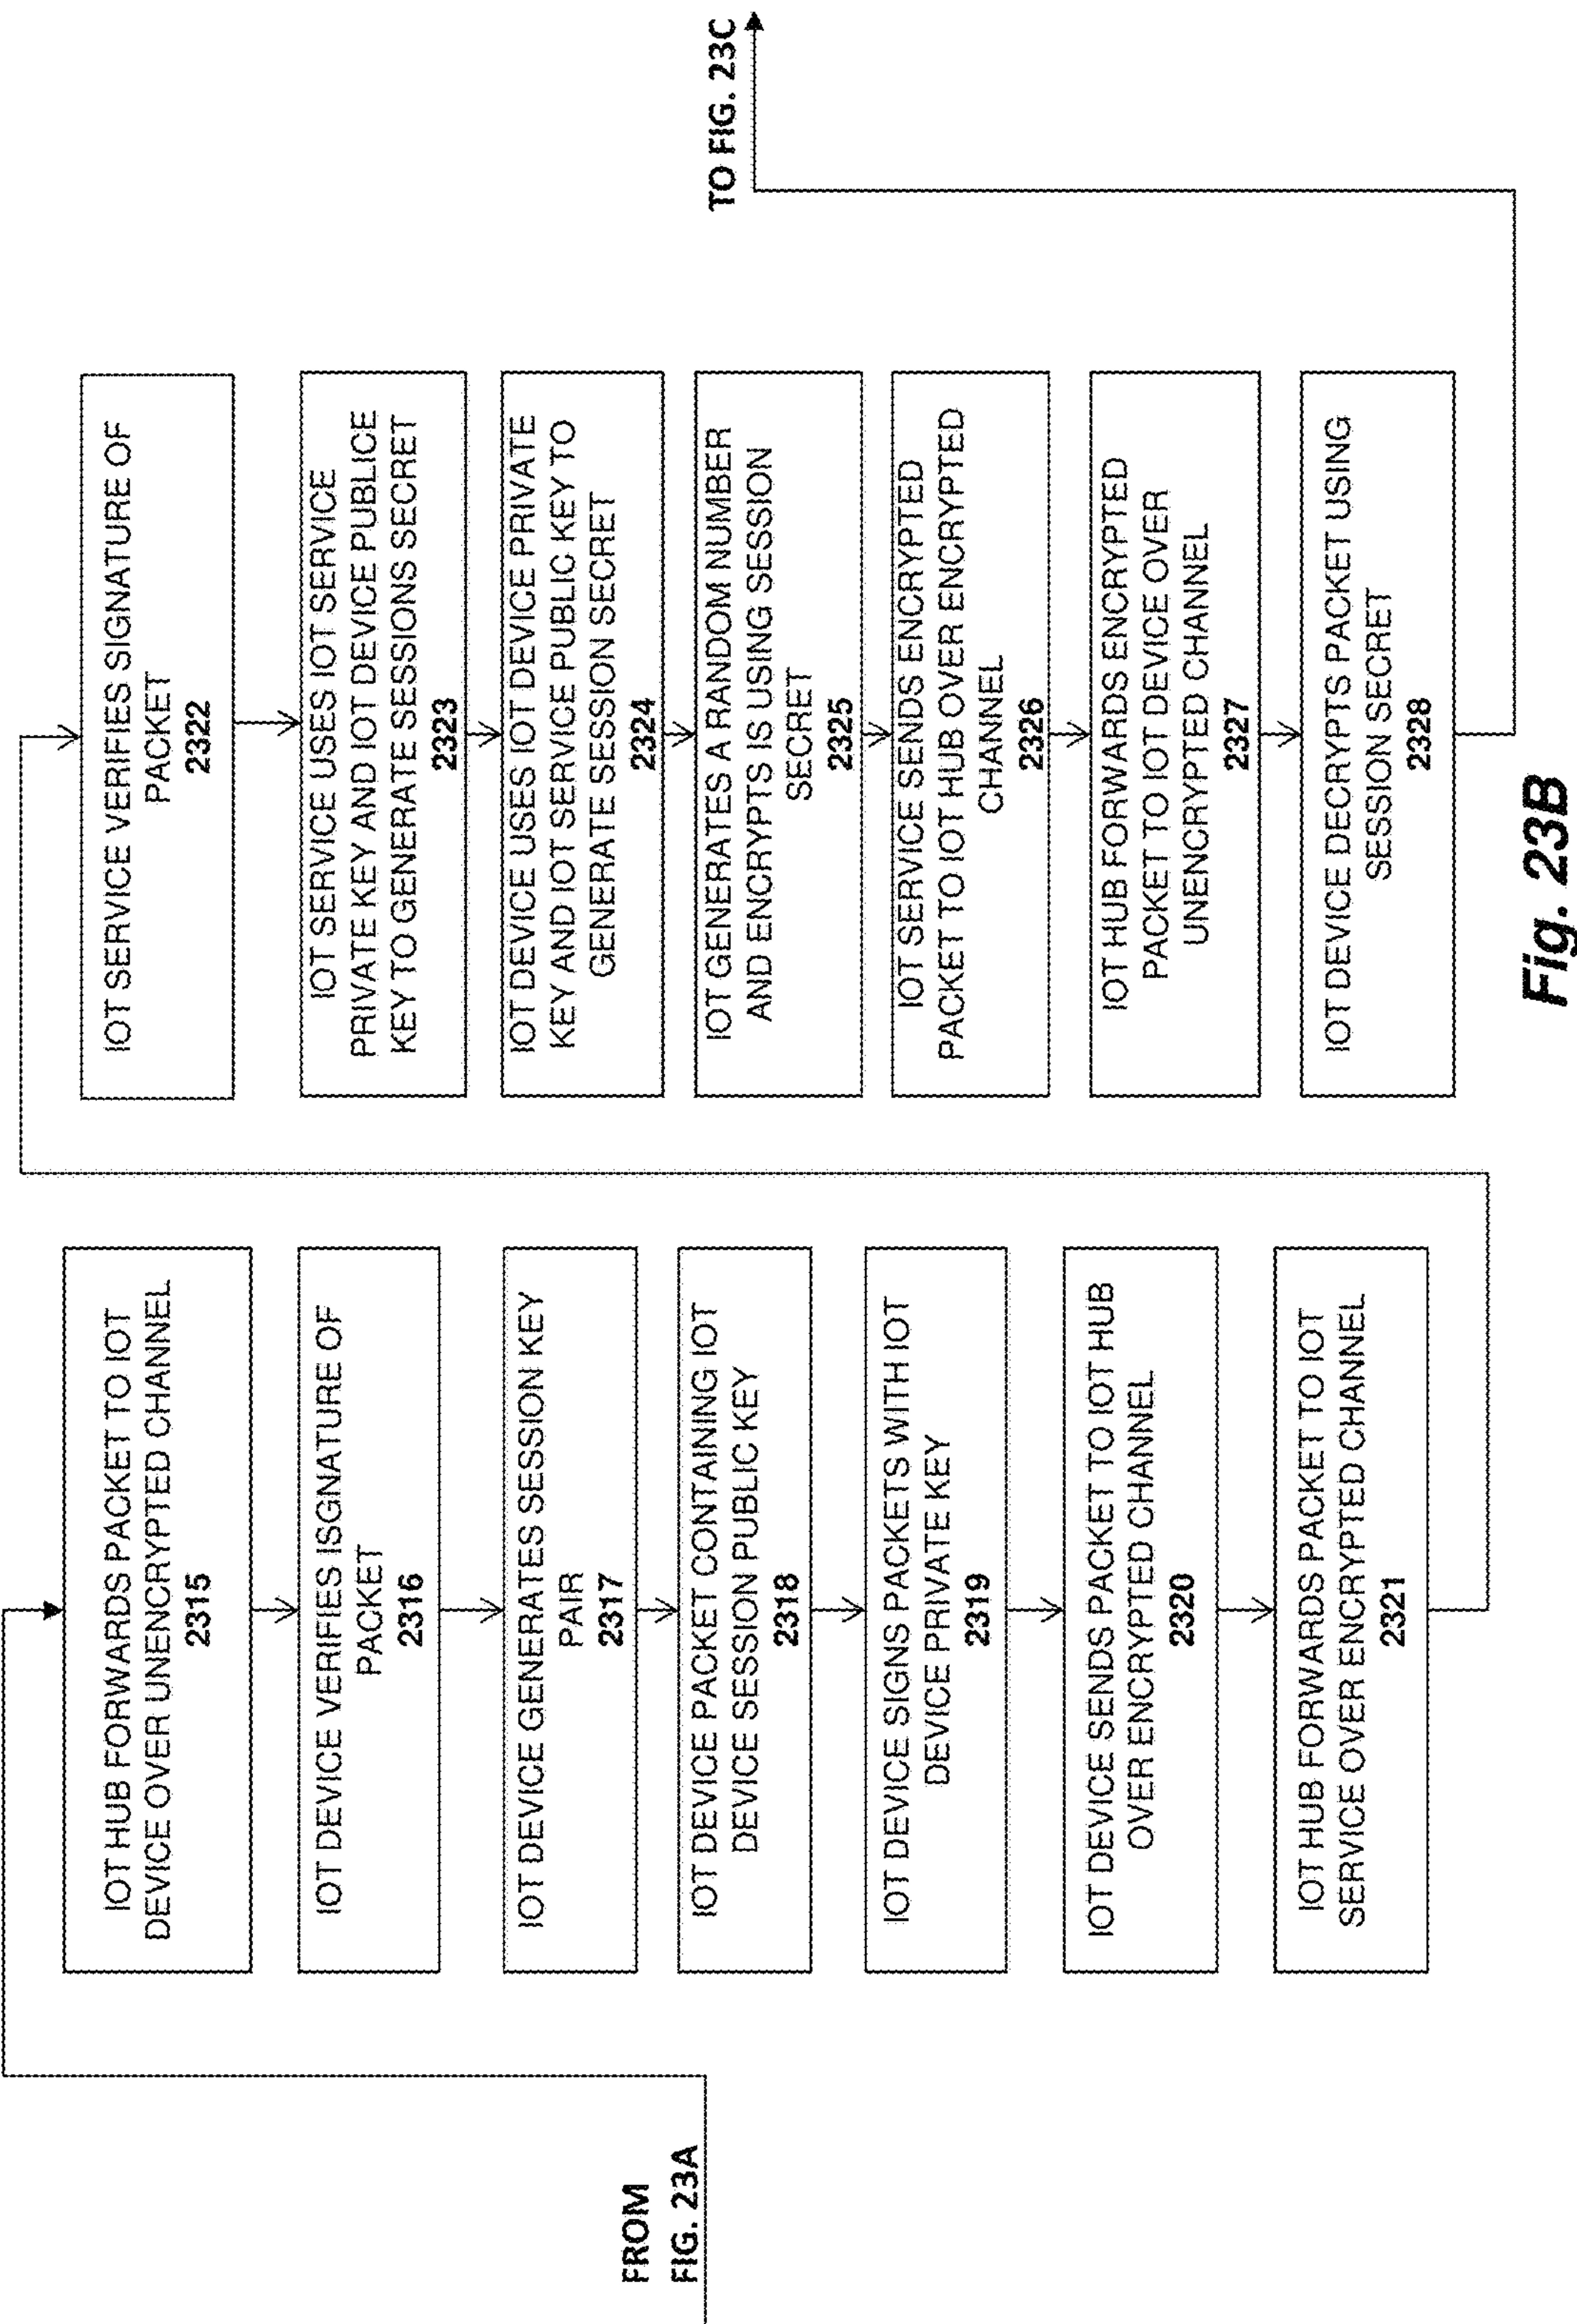 FROM
FIG. 23A
IOT HUB FORWARDS PACKET TO IOT
DEVICE OVER UNENCRYPTED CHANNEL
2315
IOT DEVICE VERIFIES ISGNATURE OF
PACKET
2316
IOT DEVICE GENERATES SESSION KEY
PAIR
2317
IOT DEVICE PACKET CONTAINING IOT
DEVICE SESSION PUBLIC KEY
2318
IOT DEVICE SIGNS PACKETS WITH IOT
DEVICE PRIVATE KEY
2319
IOT DEVICE SENDS PACKET TO IOT HUB
OVER ENCRYPTED CHANNEL
2320
IOT HUB FORWARDS PACKET TO IOT
SERVICE OVER ENCRYPTED CHANNEL
2321
IOT SERVICE VERIFIES SIGNATURE OF
PACKET
2322
IOT SERVICE USES IOT SERVICE
PRIVATE KEY AND IOT DEVICE PUBLICE
KEY TO GENERATE SESSIONS SECRET
2323
IOT DEVICE USES IOT DEVICE PRIVATE
KEY AND IOT SERVICE PUBLIC KEY TO
GENERATE SESSION SECRET
2324
IOT GENERATES A RANDOM NUMBER
AND ENCRYPTS IS USING SESSION
SECRET
2325
IOT SERVICE SENDS ENCRYPTED
PACKET TO IOT HUB OVER ENCRYPTED
CHANNEL
2326
IOT HUB FORWARDS ENCRYPTED
PACKET TO IOT DEVICE OVER
UNENCRYPTED CHANNEL
2327
IOT DEVICE DECRYPTS PACKET USING
SESSION SECRET
2328
TO FIG. 23C
Fig. 23B